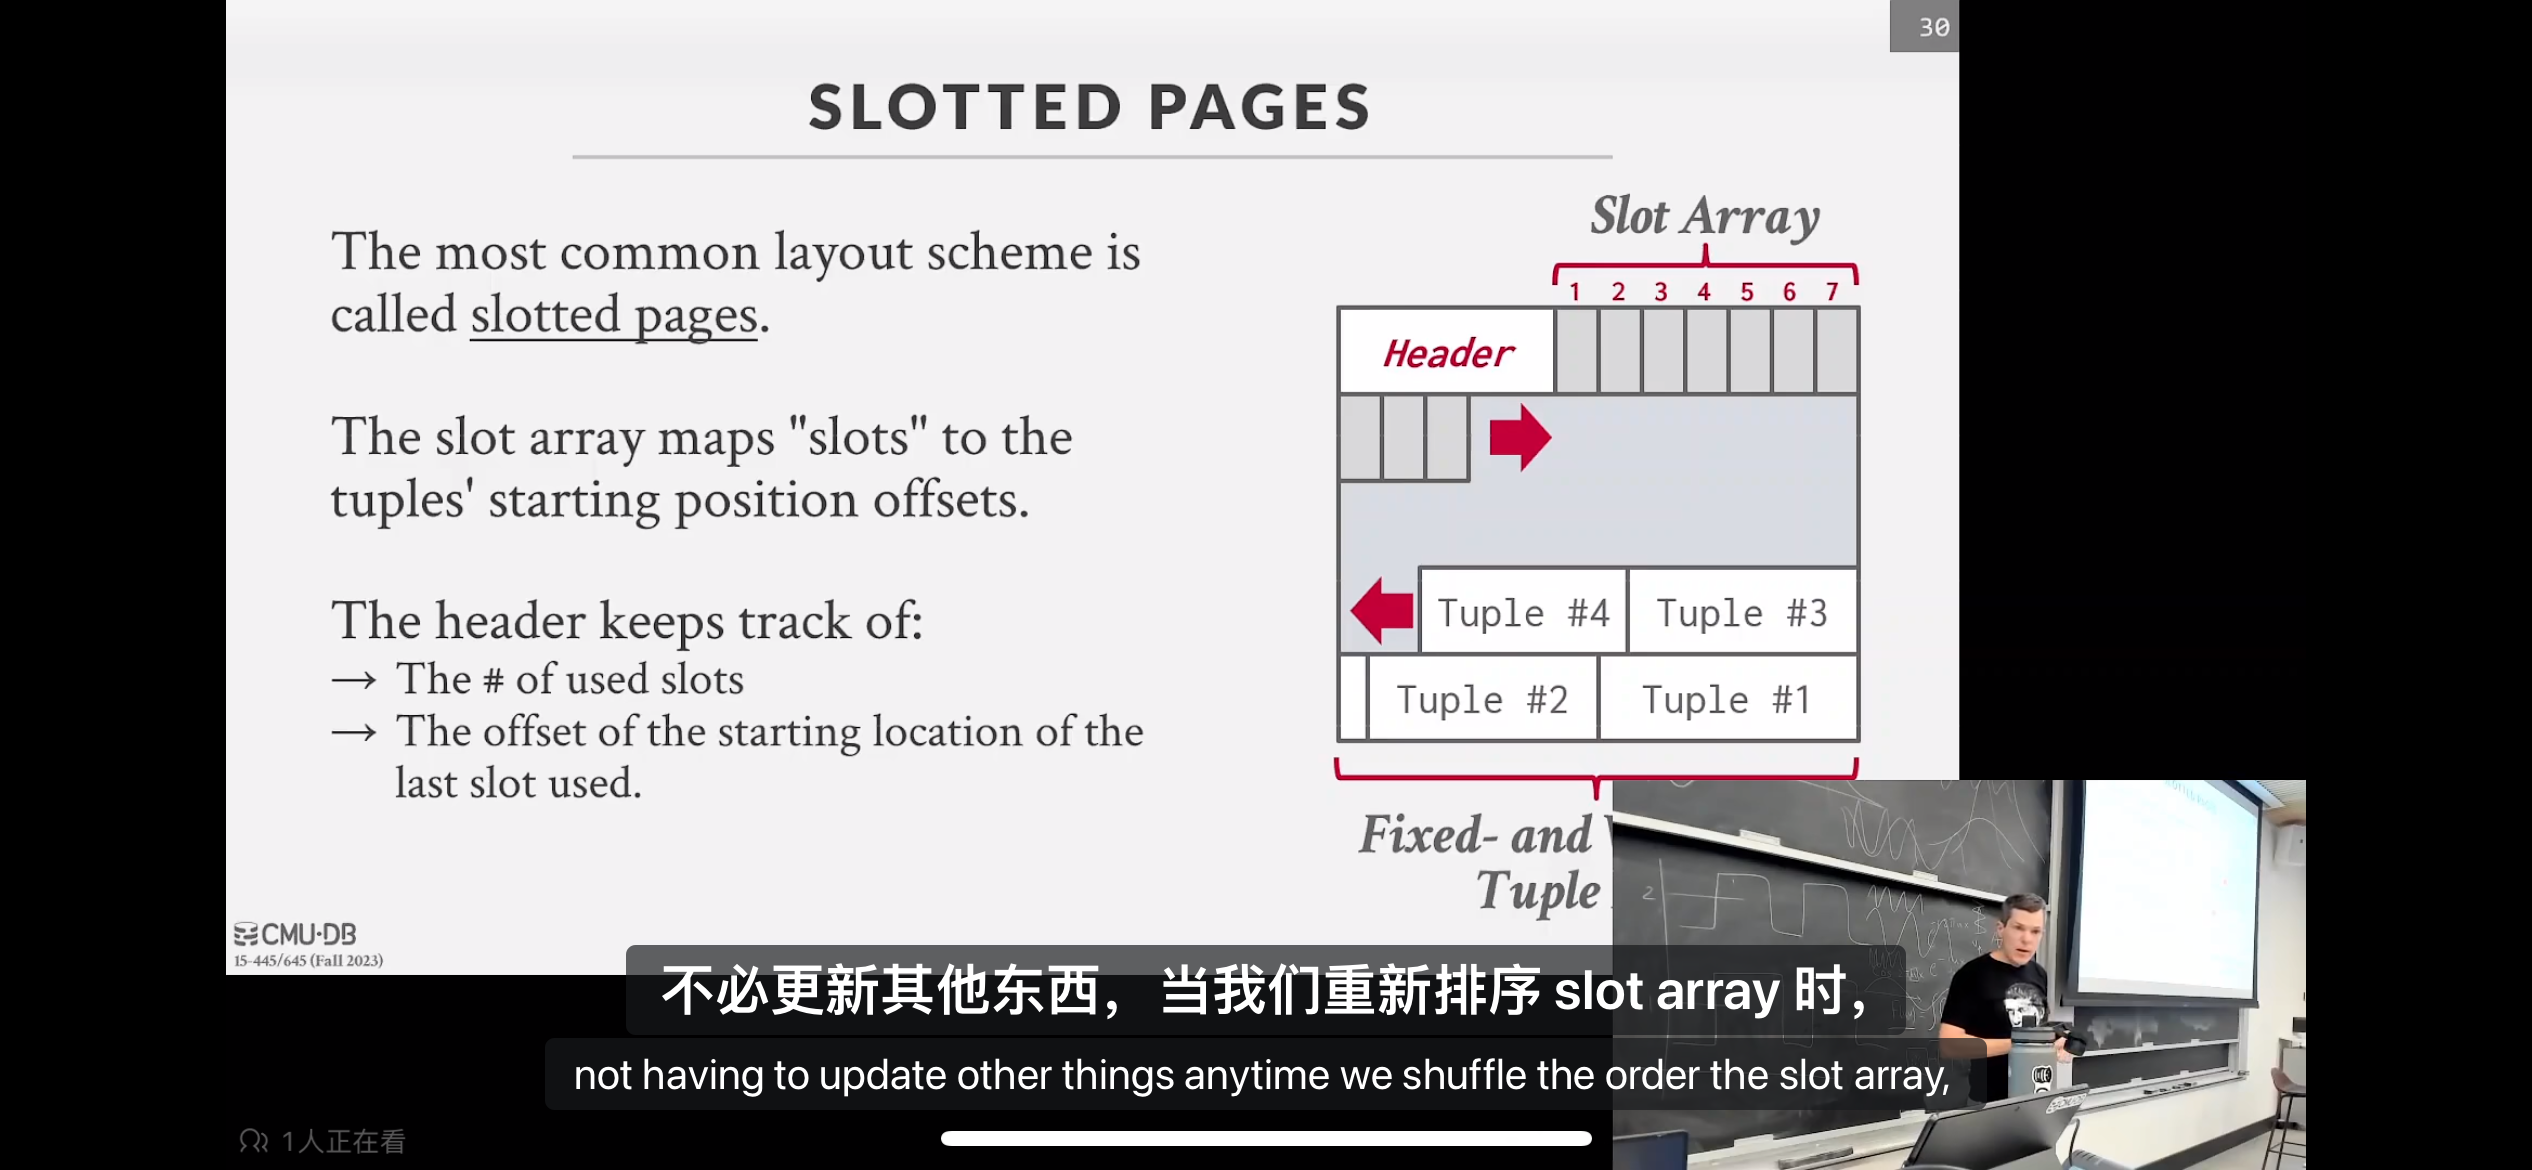 30
SLOTTED PAGES
The most common layout scheme is
called slotted pages.
The slot array maps "slots" to the
tuples' starting position offsets.
The header keeps track of:
→ The # of used slots
→ The offset of the starting location of the
last slot used.
Slot Array
1 2 3 4 5 6 7
Header
Tuple #4 Tuple #3
Tuple #2 Tuple #1
Fixed- and
Tuple
CMU·DB
15-445/645 (Fall 2023)
不必更新其他东西，当我们重新排序 slot array 时，
not having to update other things anytime we shuffle the order the slot array,
1人正在看